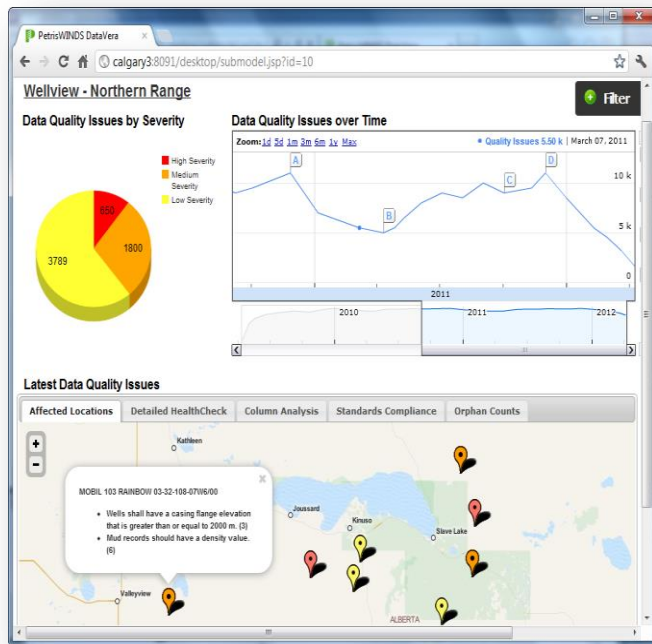 PetrisWINDS DataVera
calgary3:8091/desktop/submodel.jsp?id=10
Wellview - Northern Range
Filter
Data Quality Issues by Severity
High Severity
Medium
Severity
Low Severity
650
1800
3789
Data Quality Issues over Time
Zoom: 1d 5d 1m 3m 6m 1y Max
Quality Issues 5.50 k | March 07, 2011
A
B
C
D
10 k
5 k
0
2011
2010
2011
2012
Latest Data Quality Issues
Affected Locations
Detailed HealthCheck
Column Analysis
Standards Compliance
Orphan Counts
Kathleen
MOBIL 103 RAINBOW 03-32-108-07W6/00
• Wells shall have a casing flange elevation
that is greater than or equal to 2000 m. (3)
• Mud records should have a density value.
(6)
Joussard
Kinuso
Slave Lake
Valleyview
ALBERTA